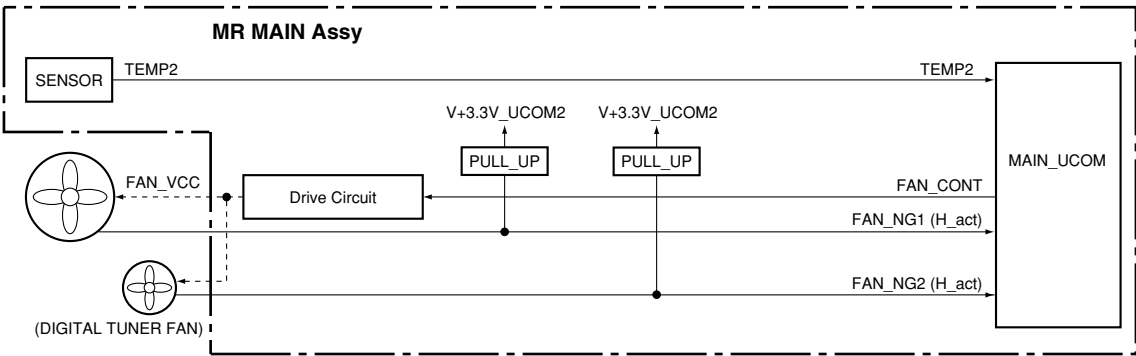 MR MAIN Assy
SENSOR
TEMP2
TEMP2
V+3.3V_UCOM2
V+3.3V_UCOM2
PULL_UP
PULL_UP
MAIN_UCOM
FAN_VCC
Drive Circuit
FAN_CONT
FAN_NG1 (H_act)
FAN_NG2 (H_act)
(DIGITAL TUNER FAN)